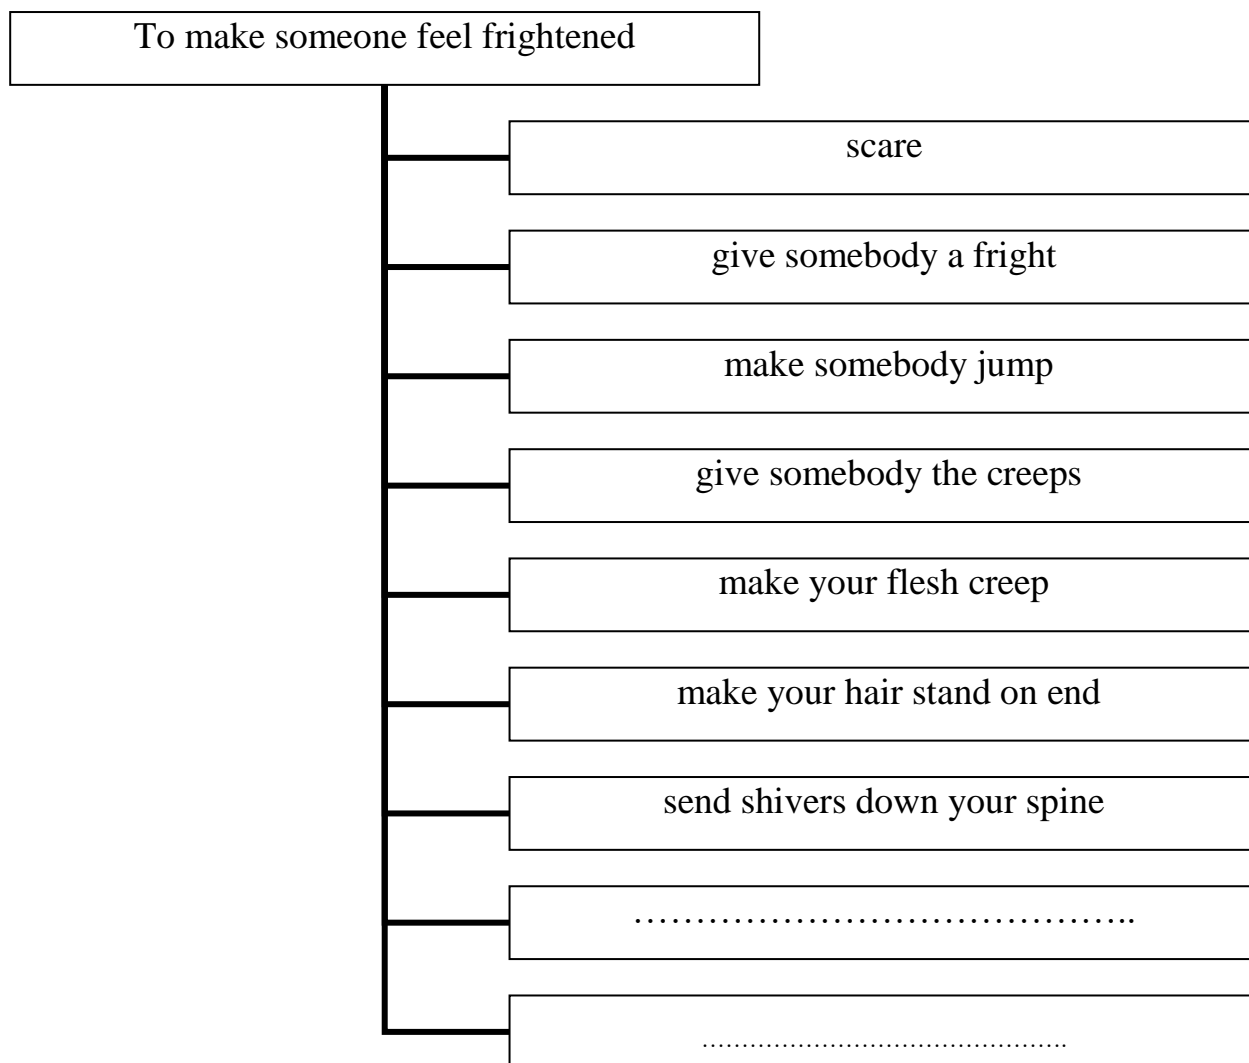 To make someone feel frightened
scare
give somebody a fright
make somebody jump
give somebody the creeps
make your flesh creep
make your hair stand on end
send shivers down your spine
…………………………………..
……………………………………….